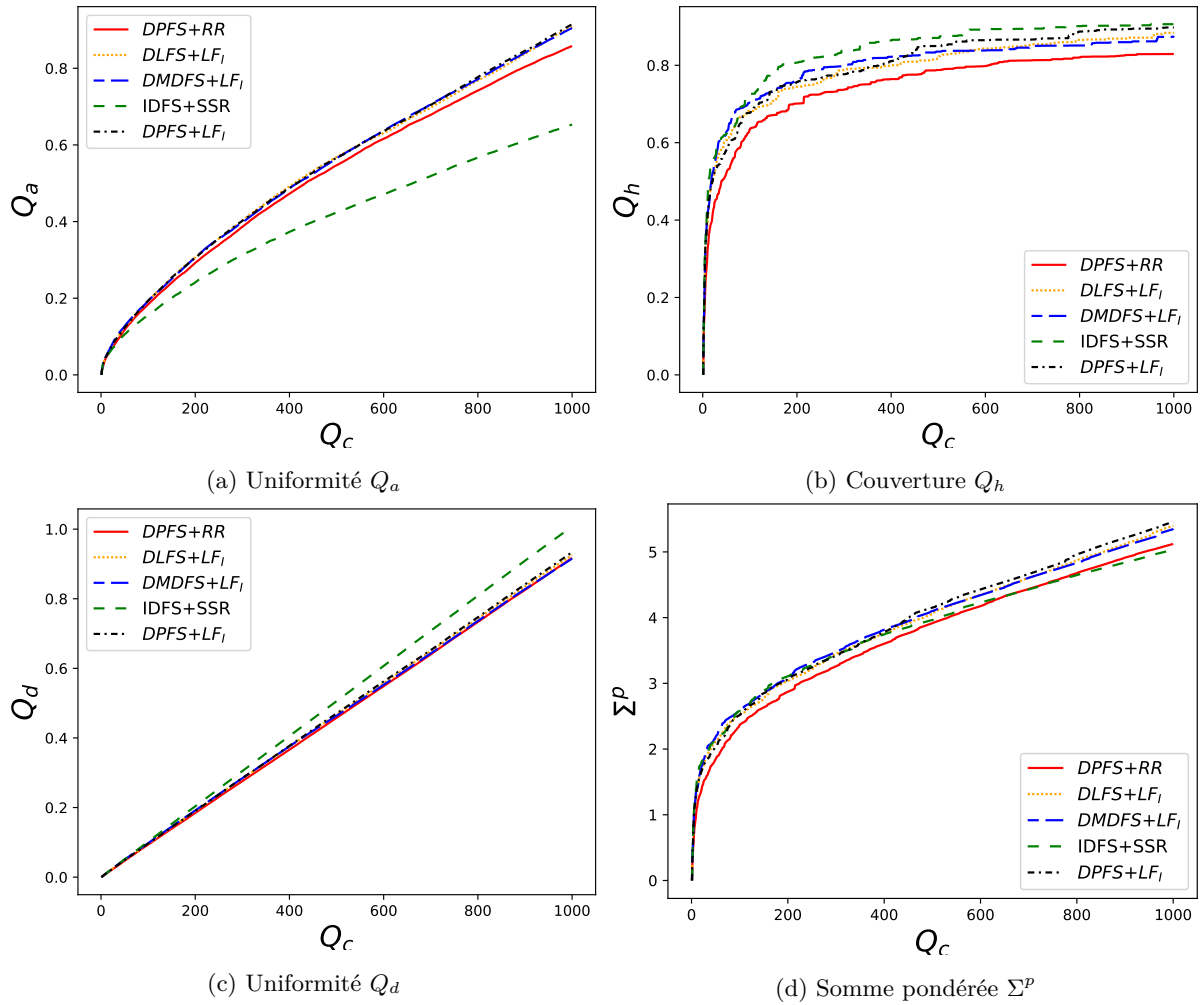 0.8
0.6
0.4
0.2
0.0
Q_a
DPFS+RR
DLFS+LF_l
DMDFS+LF_l
IDFS+SSR
DPFS+LF_l
0 200 400 600 800 1000
Q_c
(a) Uniformité Q_a
0.8
0.6
0.4
0.2
0.0
Q_h
DPFS+RR
DLFS+LF_l
DMDFS+LF_l
IDFS+SSR
DPFS+LF_l
0 200 400 600 800 1000
Q_c
(b) Couverture Q_h
1.0
0.8
0.6
0.4
0.2
0.0
Q_d
DPFS+RR
DLFS+LF_l
DMDFS+LF_l
IDFS+SSR
DPFS+LF_l
0 200 400 600 800 1000
Q_c
(c) Uniformité Q_d
5
4
3
2
1
0
Σ^p
DPFS+RR
DLFS+LF_l
DMDFS+LF_l
IDFS+SSR
DPFS+LF_l
0 200 400 600 800 1000
Q_c
(d) Somme pondérée Σ^p